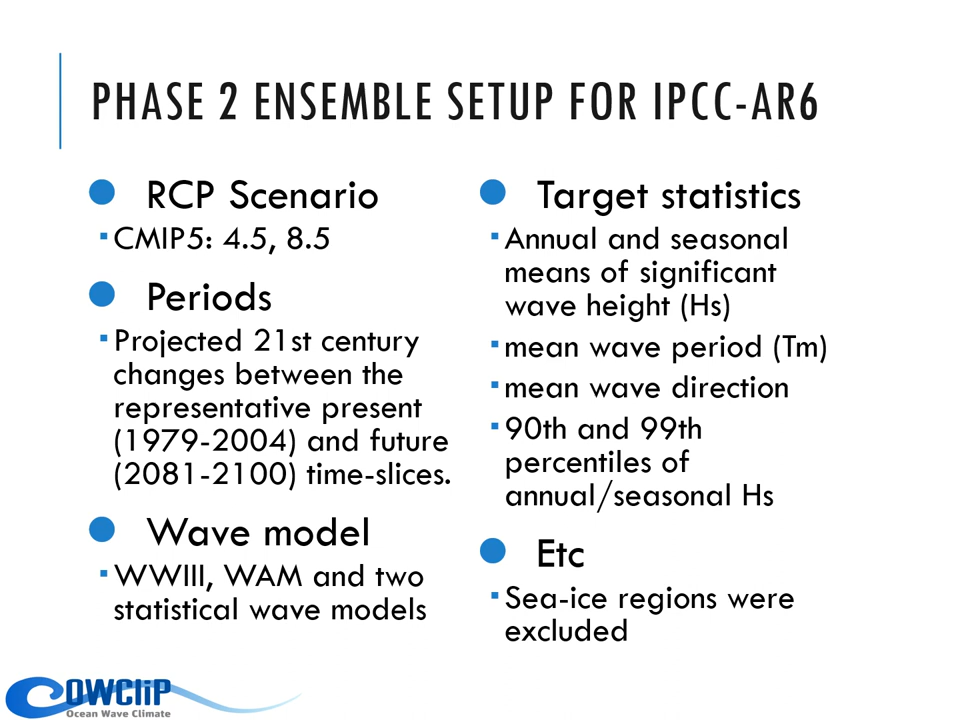 PHASE 2 ENSEMBLE SETUP FOR IPCC-AR6
● RCP Scenario
▪ CMIP5: 4.5, 8.5
● Periods
▪ Projected 21st century
changes between the
representative present
(1979-2004) and future
(2081-2100) time-slices.
● Wave model
▪ WWIII, WAM and two
statistical wave models
● Target statistics
▪ Annual and seasonal
means of significant
wave height (Hs)
▪ mean wave period (Tm)
▪ mean wave direction
▪ 90th and 99th
percentiles of
annual/seasonal Hs
● Etc
▪ Sea-ice regions were
excluded
COWCliP
Ocean Wave Climate